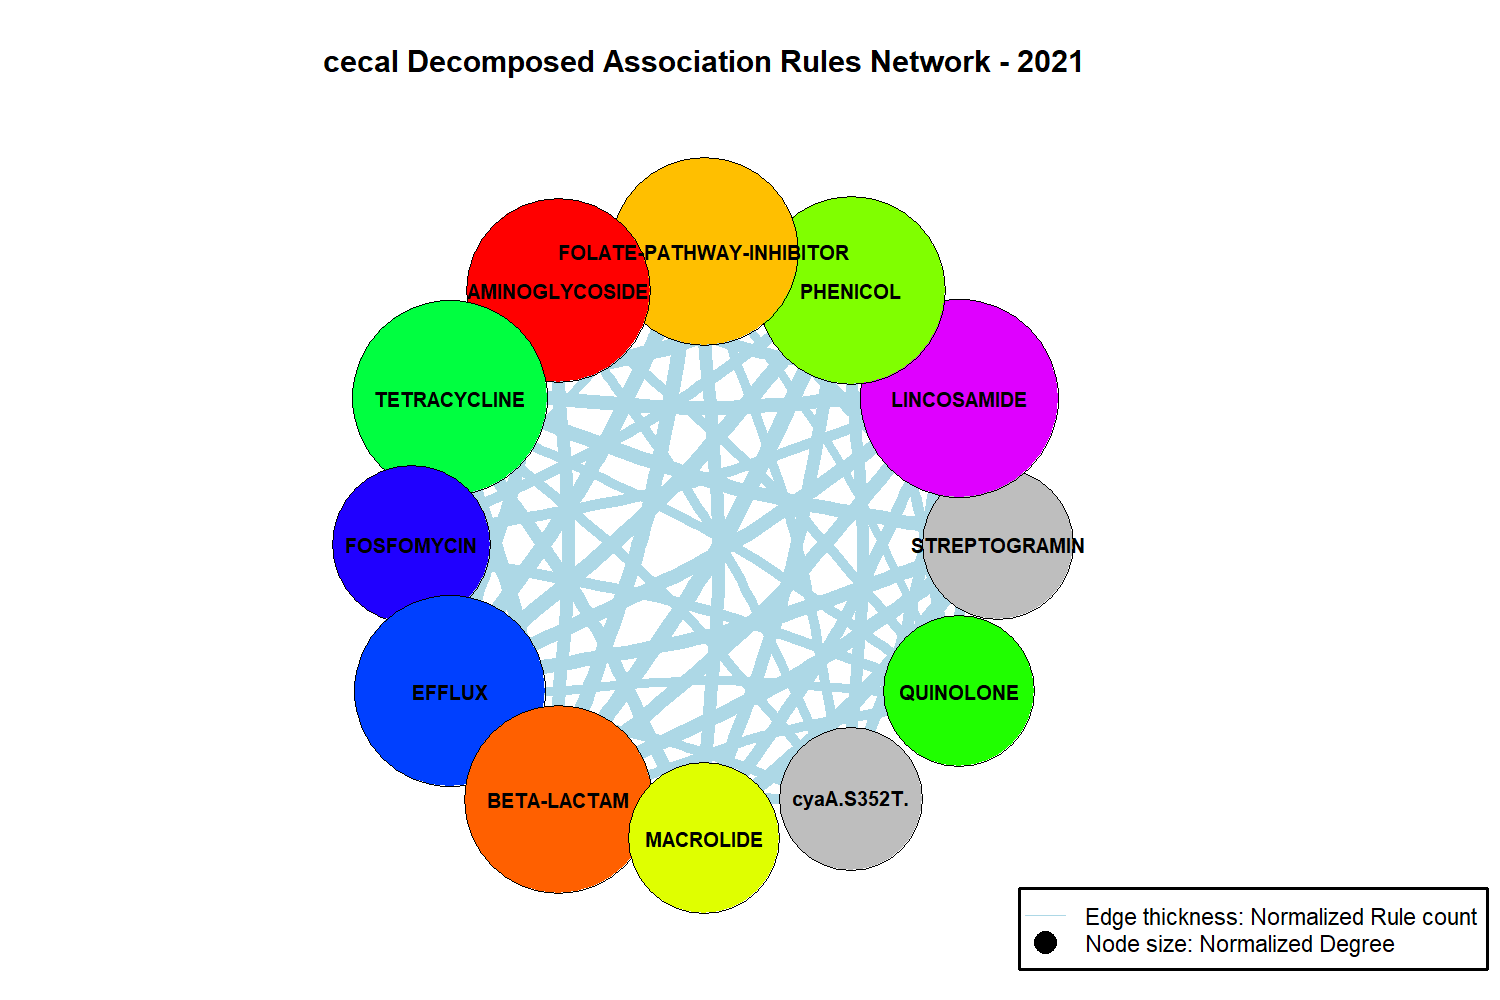 cecal Decomposed Association Rules Network - 2021
FOLATE-PATHWAY-INHIBITOR
AMINOGLYCOSIDE
PHENICOL
TETRACYCLINE
LINCOSAMIDE
FOSFOMYCIN
STREPTOGRAMIN
EFFLUX
QUINOLONE
BETA-LACTAM
cyaA.S352T.
MACROLIDE
Edge thickness: Normalized Rule count
Node size: Normalized Degree